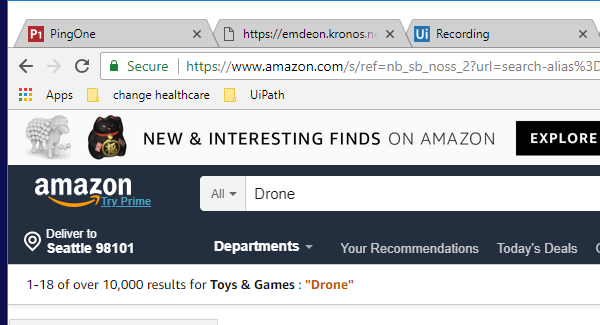 P1 PingOne
https://emdeon.kronos.n
Ui Recording
Secure https://www.amazon.com/s/ref=nb_sb_noss_2?url=search-alias%3D
Apps change healthcare UiPath
NEW & INTERESTING FINDS ON AMAZON EXPLORE
amazon
Try Prime
All Drone
Deliver to
Seattle 98101
Departments Your Recommendations Today's Deals
1-18 of over 10,000 results for Toys & Games : "Drone"